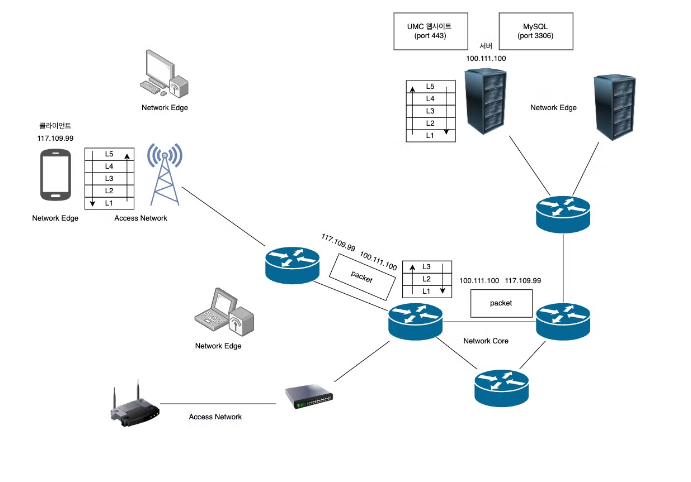 UMC 웹사이트
(port 443)
MySQL
(port 3306)
서버
100.111.100
L5
L4
L3
L2
L1
Network Edge
Network Edge
클라이언트
117.109.99
L5
L4
L3
L2
L1
Network Edge
Access Network
117.109.99 100.111.100
packet
L3
L2
L1
100.111.100 117.109.99
packet
Network Core
Network Edge
Access Network